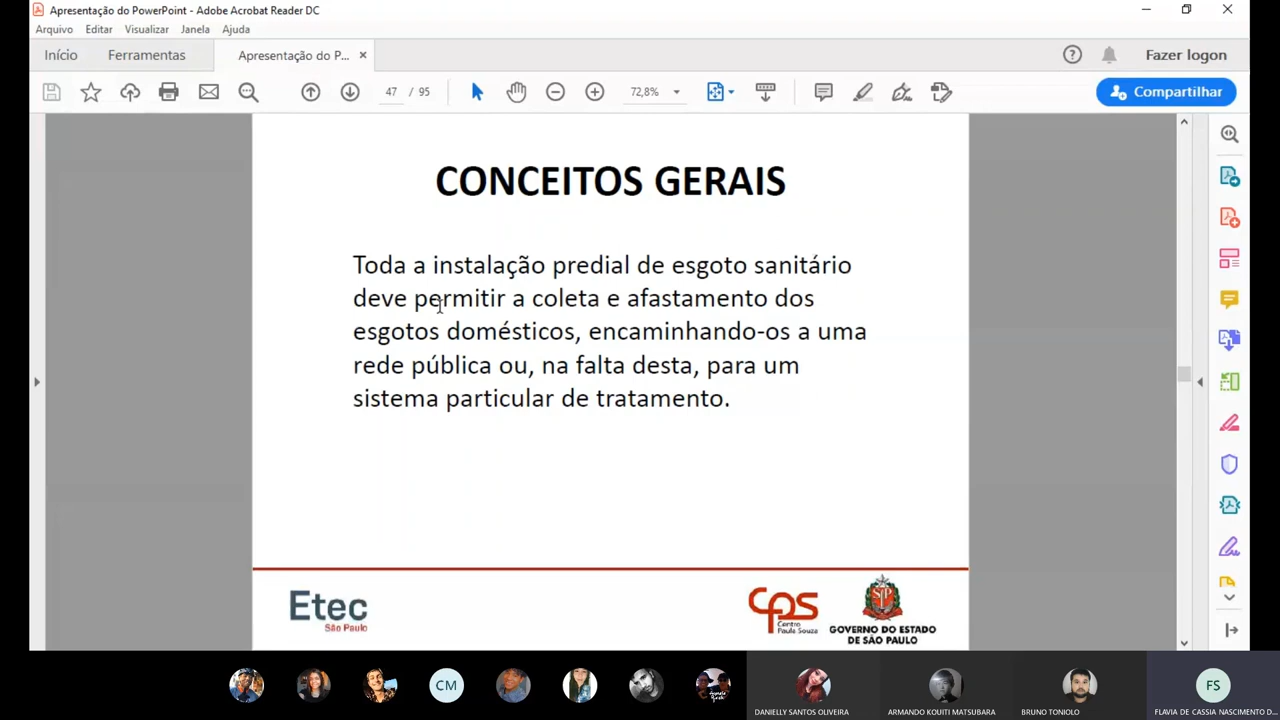 Apresentação do PowerPoint - Adobe Acrobat Reader DC
Arquivo Editar Visualizar Janela Ajuda
Início Ferramentas Apresentação do P... × Fazer logon
47 / 95 72,8% Compartilhar
CONCEITOS GERAIS
Toda a instalação predial de esgoto sanitário
deve permitir a coleta e afastamento dos
esgotos domésticos, encaminhando-os a uma
rede pública ou, na falta desta, para um
sistema particular de tratamento.
Etec
São Paulo
CPS
Centro
Paula Souza
GOVERNO DO ESTADO
DE SÃO PAULO
CM FS
DANIELLY SANTOS OLIVEIRA ARMANDO KOUITI MATSUBARA BRUNO TONIOLO FLAVIA DE CASSIA NASCIMENTO D...